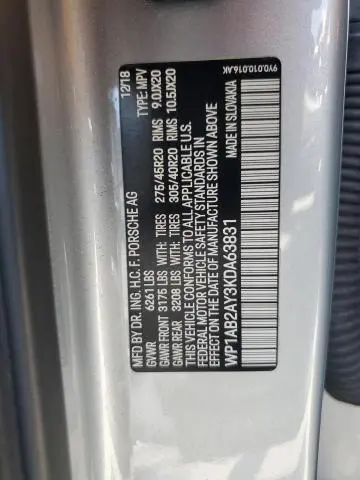 MFD BY DR. ING. H.C. F. PORSCHE AG 12/18
GVWR 6261 LBS TYPE: MPV
GAWR FRONT 3175 LBS WITH: TIRES 275/45R20 RIMS 9.0JX20
GAWR REAR 3208 LBS WITH: TIRES 305/40R20 RIMS 10.5JX20
THIS VEHICLE CONFORMS TO ALL APPLICABLE U.S.
FEDERAL MOTOR VEHICLE SAFETY STANDARDS IN
EFFECT ON THE DATE OF MANUFACTURE SHOWN ABOVE
WP1AB2AY3KDA63831
MADE IN SLOVAKIA
9Y0.010.016.AK